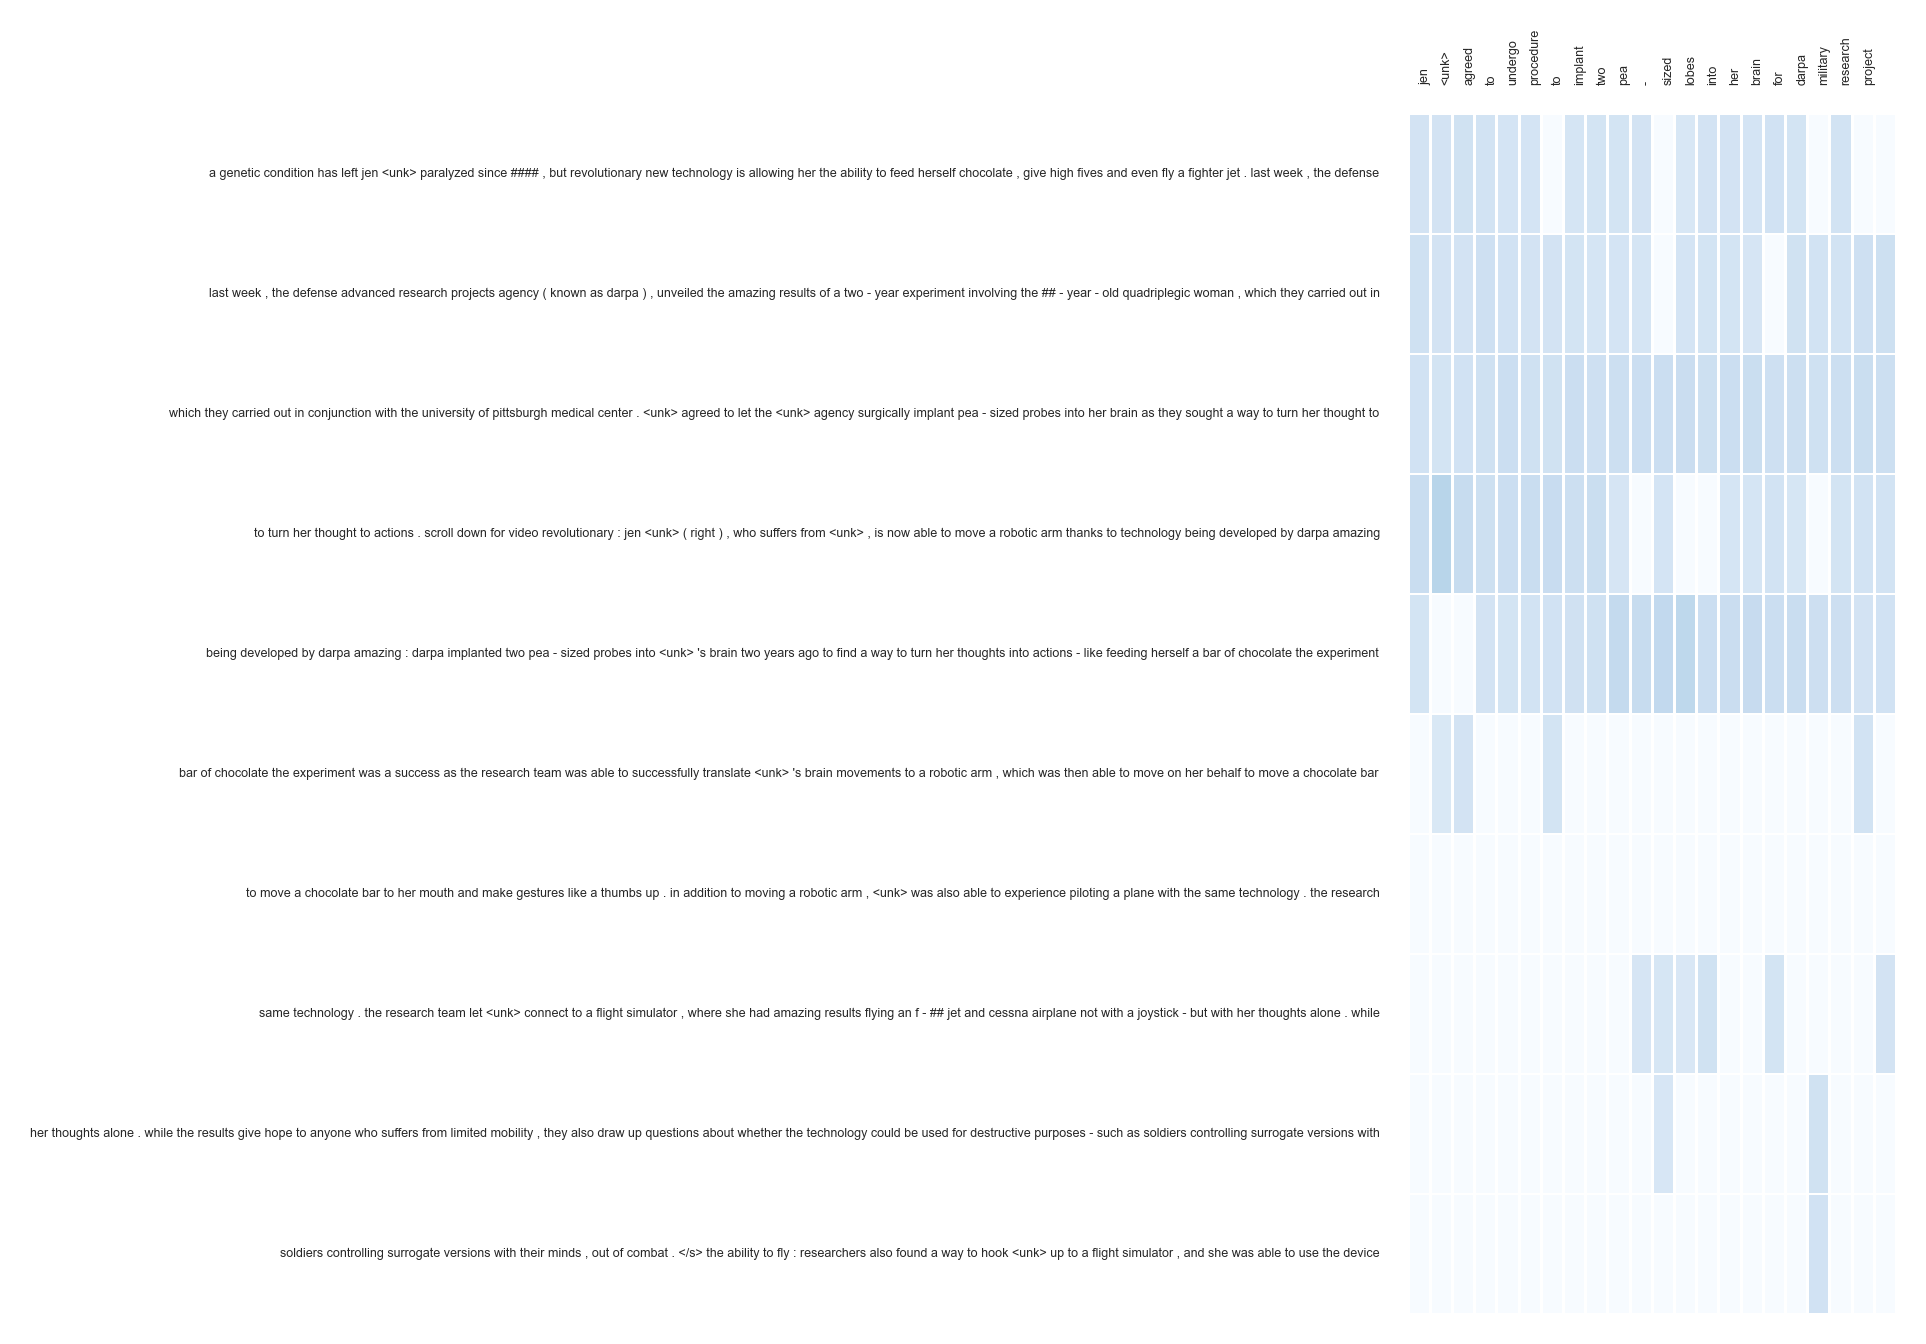 jen
<unk>
agreed
to
undergo
procedure
to
implant
two
pea
-
sized
lobes
into
her
brain
for
darpa
military
research
project
a genetic condition has left jen <unk> paralyzed since #### , but revolutionary new technology is allowing her the ability to feed herself chocolate , give high fives and even fly a fighter jet . last week , the defense
last week , the defense advanced research projects agency ( known as darpa ) , unveiled the amazing results of a two - year experiment involving the ## - year - old quadriplegic woman , which they carried out in
which they carried out in conjunction with the university of pittsburgh medical center . <unk> agreed to let the <unk> agency surgically implant pea - sized probes into her brain as they sought a way to turn her thought to
to turn her thought to actions . scroll down for video revolutionary : jen <unk> ( right ) , who suffers from <unk> , is now able to move a robotic arm thanks to technology being developed by darpa amazing
being developed by darpa amazing : darpa implanted two pea - sized probes into <unk> 's brain two years ago to find a way to turn her thoughts into actions - like feeding herself a bar of chocolate the experiment
bar of chocolate the experiment was a success as the research team was able to successfully translate <unk> 's brain movements to a robotic arm , which was then able to move on her behalf to move a chocolate bar
to move a chocolate bar to her mouth and make gestures like a thumbs up . in addition to moving a robotic arm , <unk> was also able to experience piloting a plane with the same technology . the research
same technology . the research team let <unk> connect to a flight simulator , where she had amazing results flying an f - ## jet and cessna airplane not with a joystick - but with her thoughts alone . while
her thoughts alone . while the results give hope to anyone who suffers from limited mobility , they also draw up questions about whether the technology could be used for destructive purposes - such as soldiers controlling surrogate versions with
soldiers controlling surrogate versions with their minds , out of combat . </s> the ability to fly : researchers also found a way to hook <unk> up to a flight simulator , and she was able to use the device